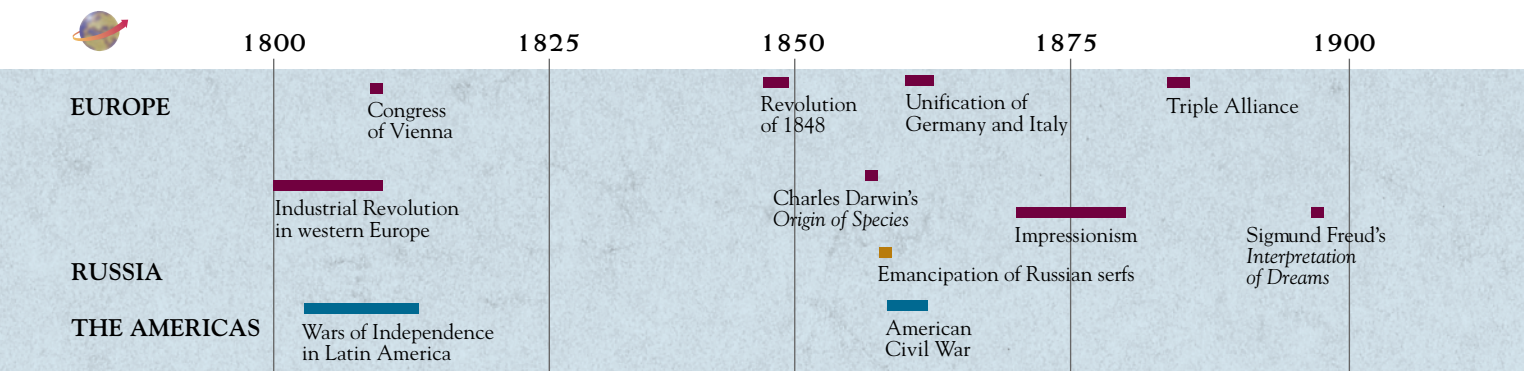 1800 1825 1850 1875 1900
EUROPE
Congress
of Vienna
Revolution
of 1848
Unification of
Germany and Italy
Triple Alliance
Industrial Revolution
in western Europe
Charles Darwin's
Origin of Species
Impressionism
Sigmund Freud's
Interpretation
of Dreams
RUSSIA
Emancipation of Russian serfs
THE AMERICAS
Wars of Independence
in Latin America
American
Civil War